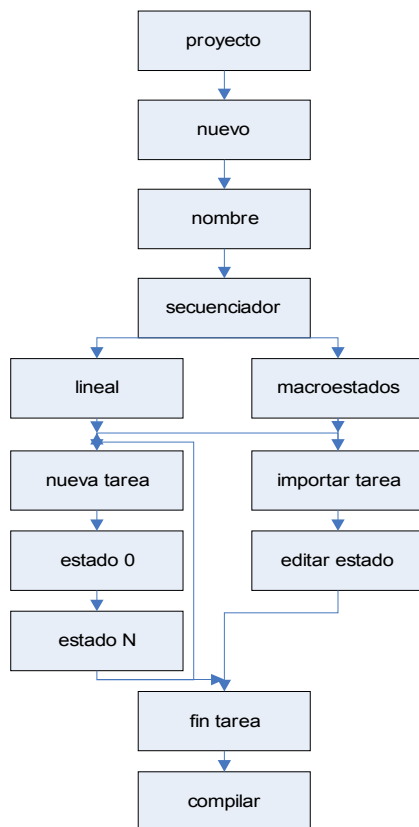 proyecto
nuevo
nombre
secuenciador
lineal
macroestados
nueva tarea
importar tarea
estado 0
editar estado
estado N
fin tarea
compilar